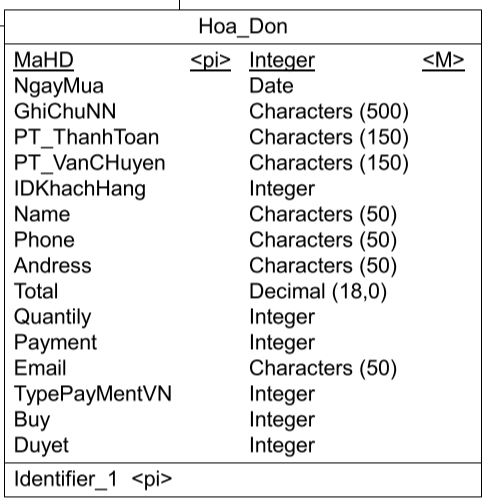 Hoa_Don
MaHD <pi> Integer <M>
NgayMua Date
GhiChuNN Characters (500)
PT_ThanhToan Characters (150)
PT_VanCHuyen Characters (150)
IDKhachHang Integer
Name Characters (50)
Phone Characters (50)
Andress Characters (50)
Total Decimal (18,0)
Quantily Integer
Payment Integer
Email Characters (50)
TypePayMentVN Integer
Buy Integer
Duyet Integer
Identifier_1 <pi>